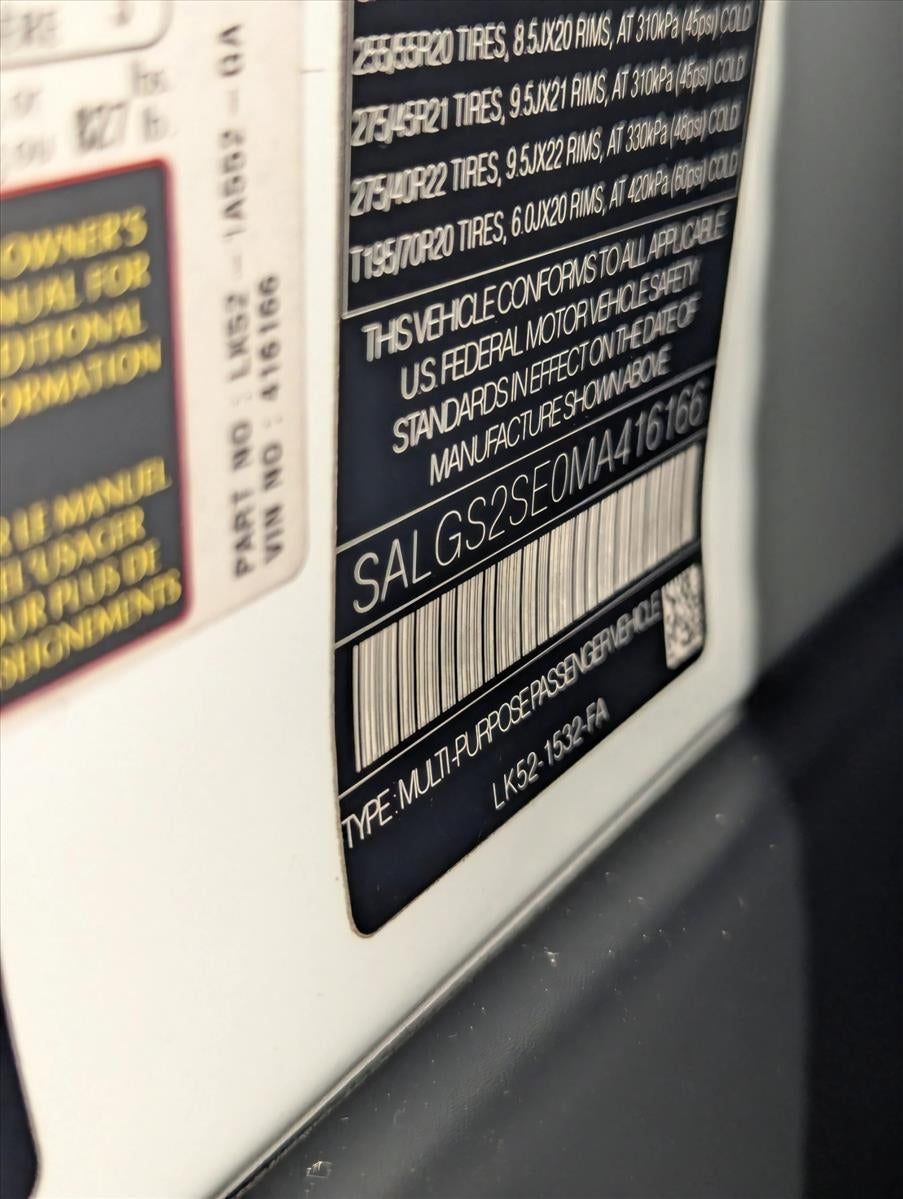 255/55R20 TIRES, 8.5JX20 RIMS, AT 310kPa (45psi) COLD
275/45R21 TIRES, 9.5JX21 RIMS, AT 310kPa (45psi) COLD
275/40R22 TIRES, 9.5JX22 RIMS, AT 330kPa (48psi) COLD
T195/70R20 TIRES, 6.0JX20 RIMS, AT 420kPa (60psi) COLD
THIS VEHICLE CONFORMS TO ALL APPLICABLE
U.S. FEDERAL MOTOR VEHICLE SAFETY
STANDARDS IN EFFECT ON THE DATE OF
MANUFACTURE SHOWN ABOVE
SALGS2SE0MA416166
TYPE : MULTI-PURPOSE PASSENGER VEHICLE
LK52-1532-FA
827 lb.
OWNER'S
NUAL FOR
DITIONAL
ORMATION
R LE MANUEL
EL'USAGER
OUR PLUS DE
SEIGNEMENTS
PART NO : LK52 -
VIN NO : 416166